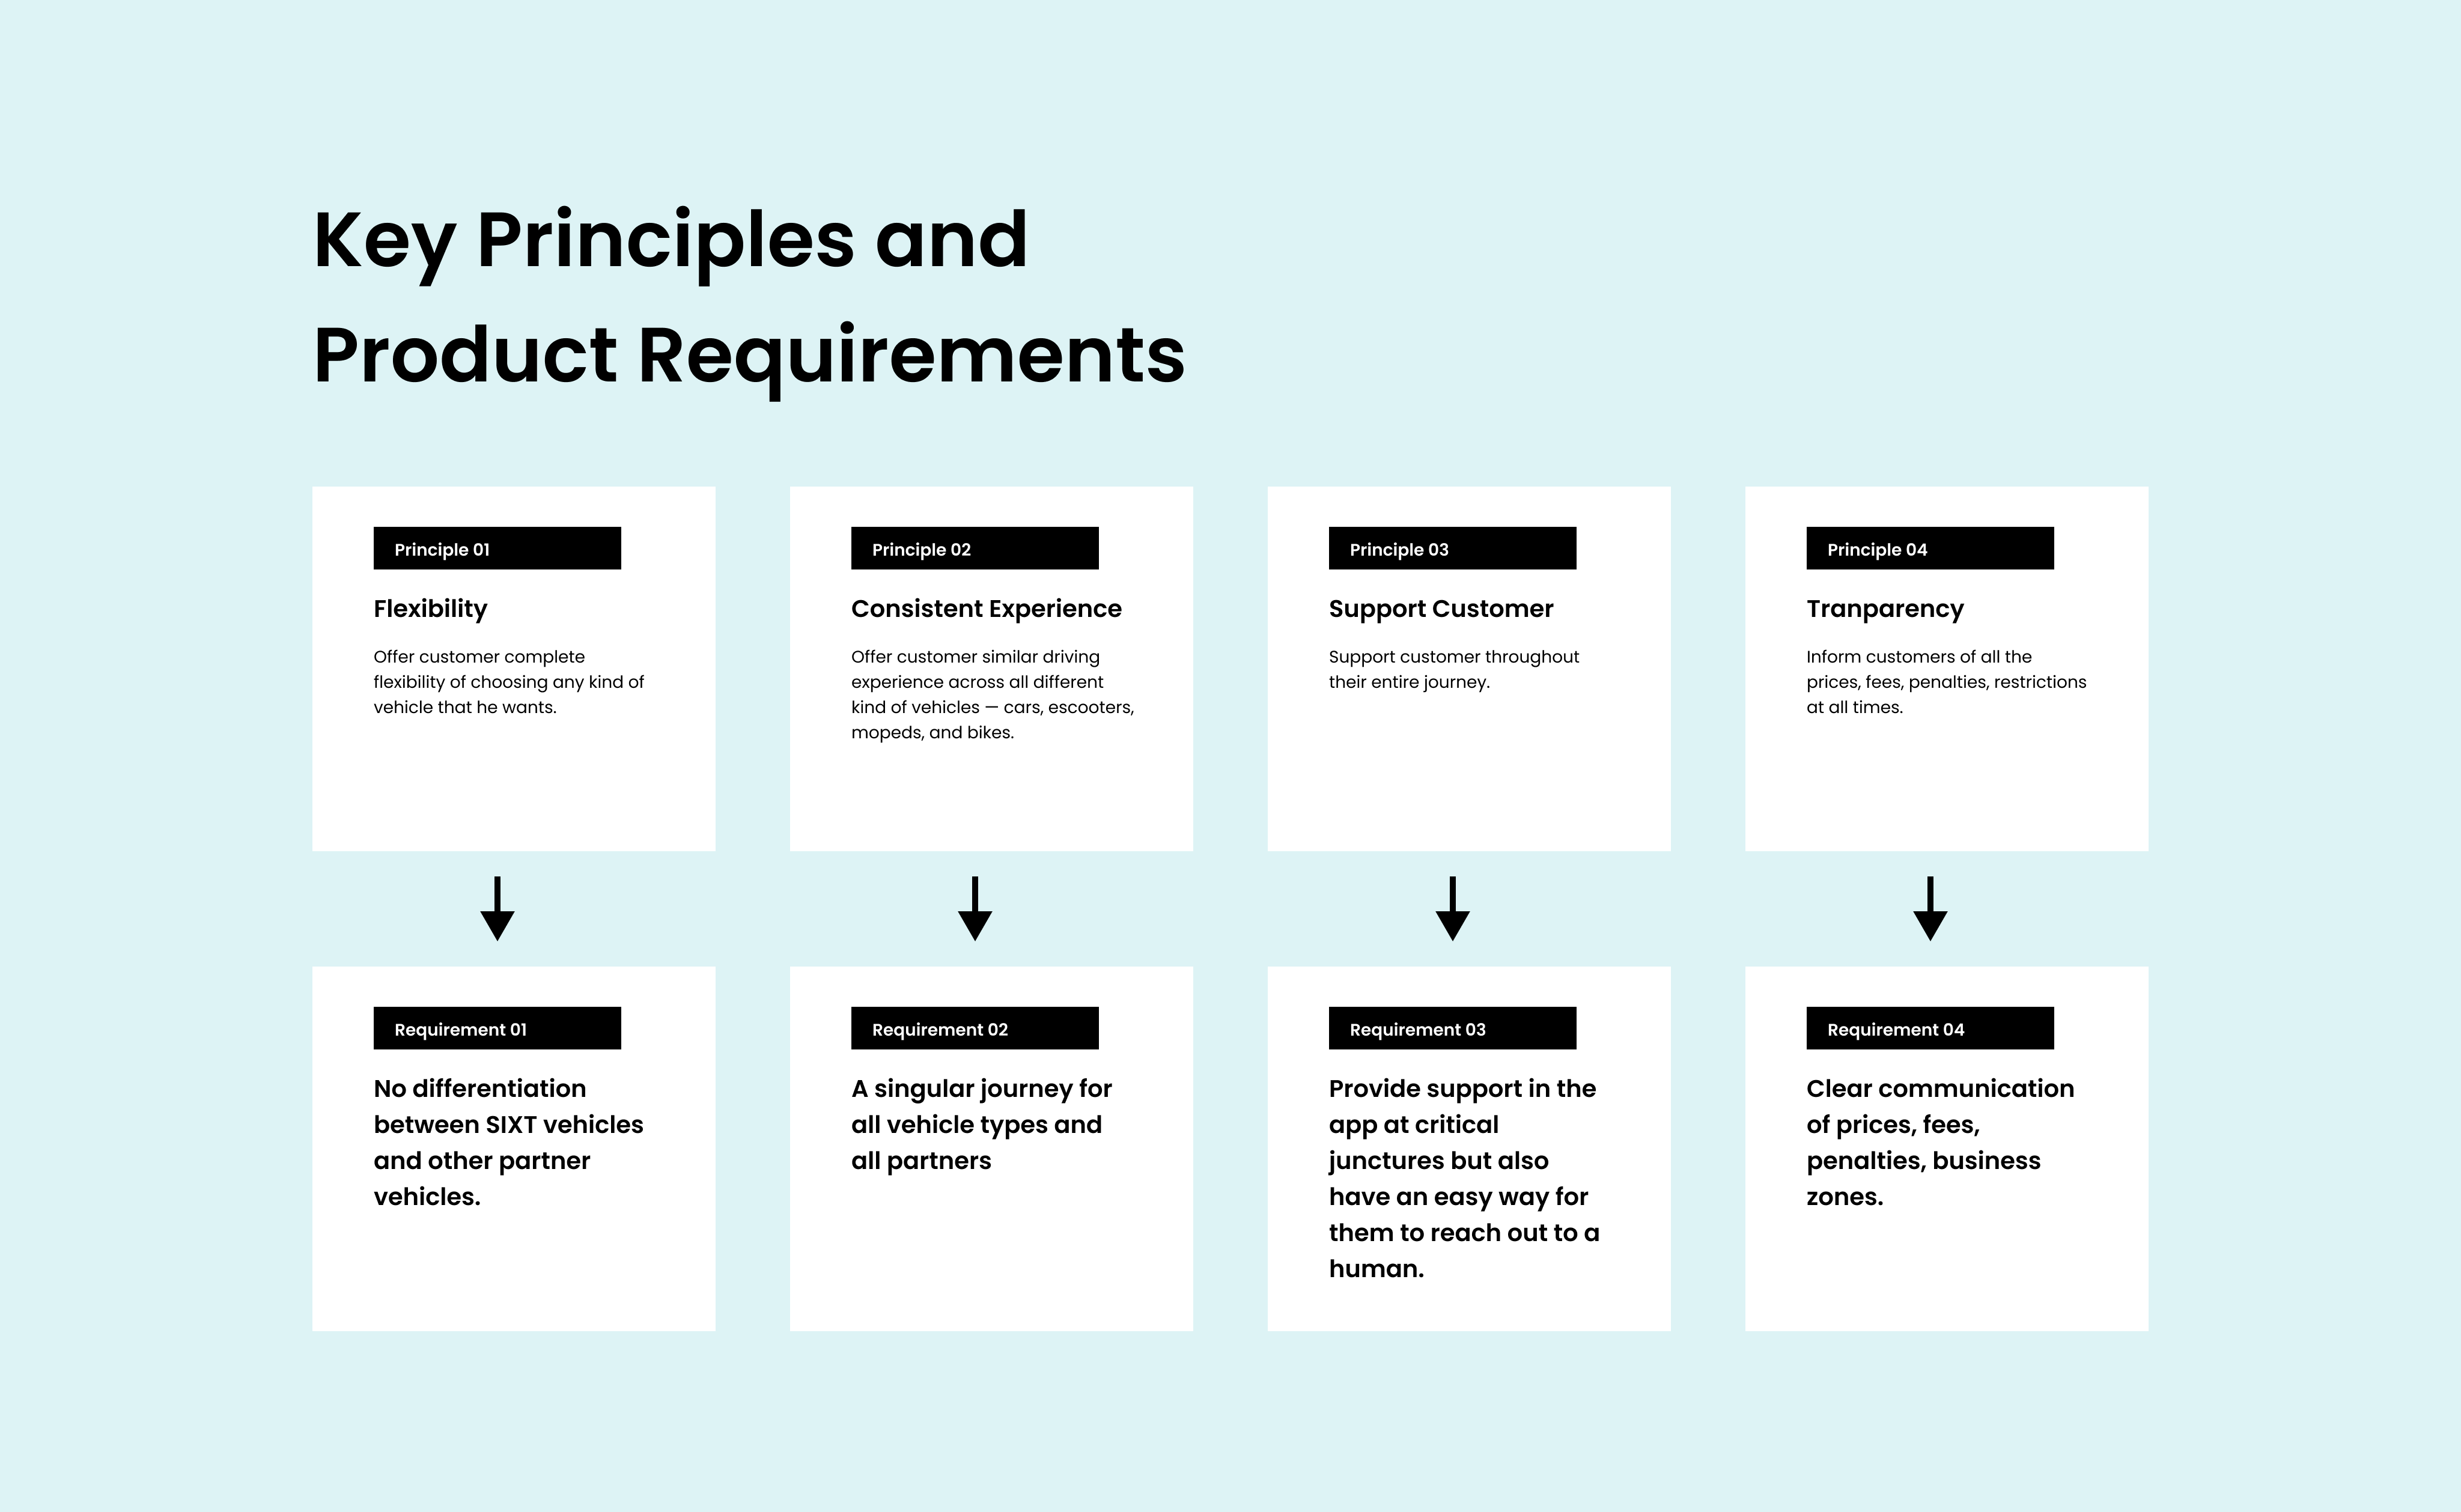 Key Principles and
Product Requirements
Principle 01
Flexibility
Offer customer complete
flexibility of choosing any kind of
vehicle that he wants.
Principle 02
Consistent Experience
Offer customer similar driving
experience across all different
kind of vehicles — cars, escooters,
mopeds, and bikes.
Principle 03
Support Customer
Support customer throughout
their entire journey.
Principle 04
Tranparency
Inform customers of all the
prices, fees, penalties, restrictions
at all times.
Requirement 01
No differentiation
between SIXT vehicles
and other partner
vehicles.
Requirement 02
A singular journey for
all vehicle types and
all partners
Requirement 03
Provide support in the
app at critical
junctures but also
have an easy way for
them to reach out to a
human.
Requirement 04
Clear communication
of prices, fees,
penalties, business
zones.